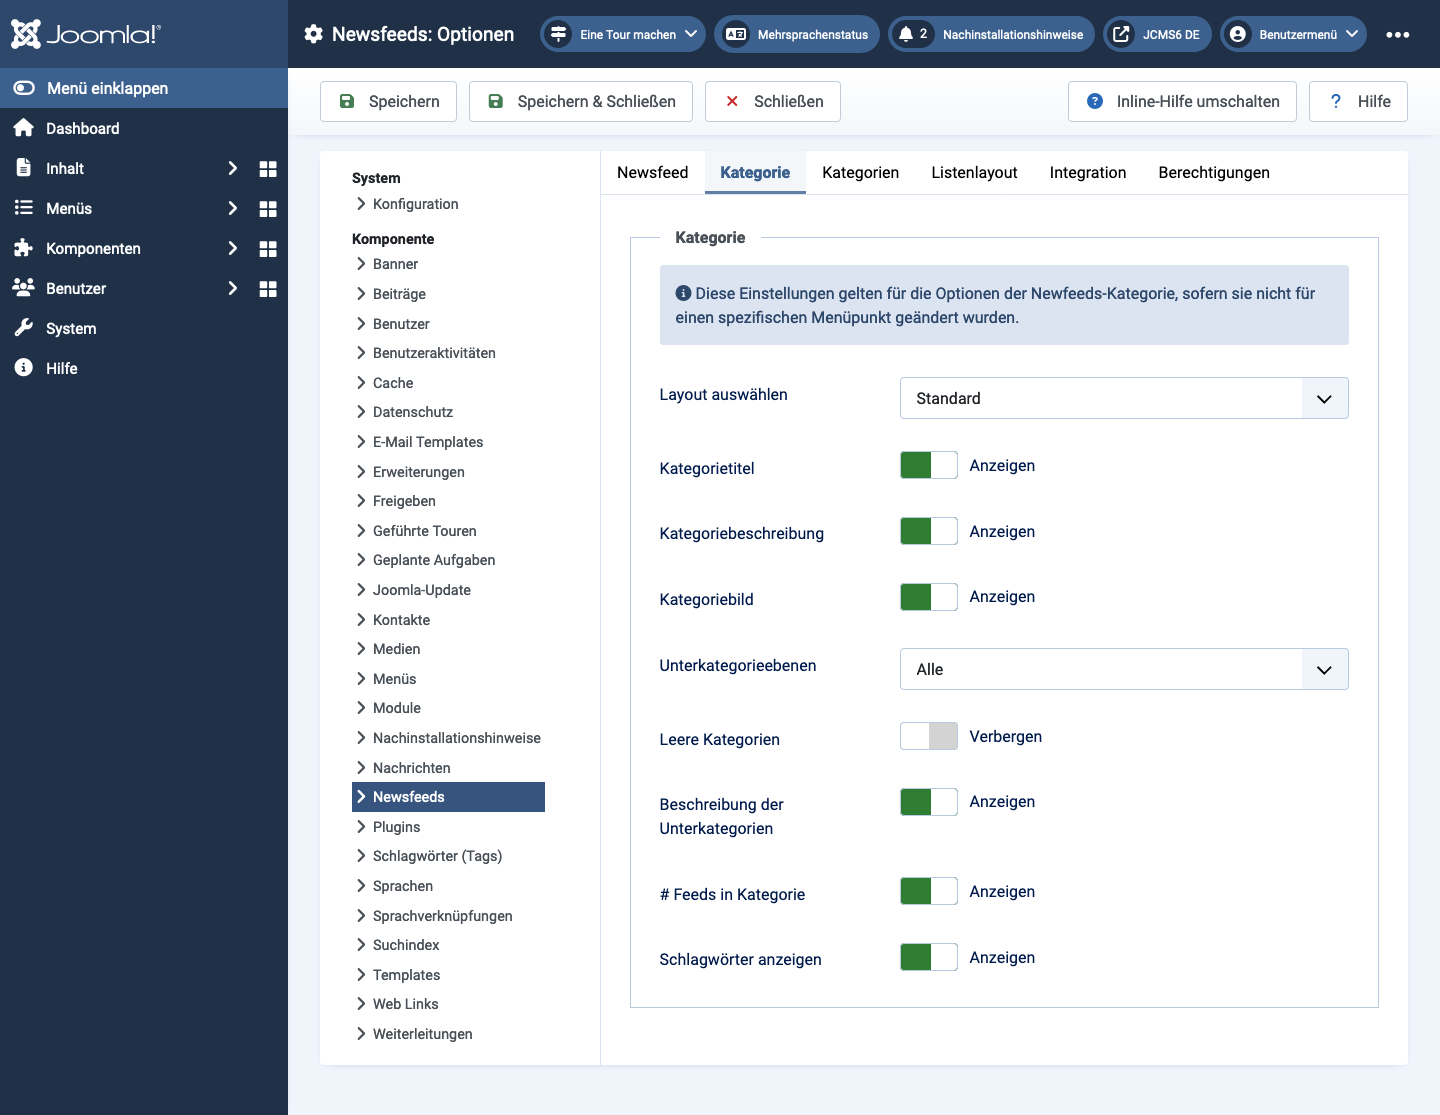 Joomla!®
Newsfeeds: Optionen
Eine Tour machen
Mehrsprachenstatus
2 Nachinstallationshinweise
JCMS6 DE
Benutzermenü
Menü einklappen
Dashboard
Inhalt
Menüs
Komponenten
Benutzer
System
Hilfe
Speichern
Speichern & Schließen
Schließen
Inline-Hilfe umschalten
Hilfe
System
Konfiguration
Komponente
Banner
Beiträge
Benutzer
Benutzeraktivitäten
Cache
Datenschutz
E-Mail Templates
Erweiterungen
Freigeben
Geführte Touren
Geplante Aufgaben
Joomla-Update
Kontakte
Medien
Menüs
Module
Nachinstallationshinweise
Nachrichten
Newsfeeds
Plugins
Schlagwörter (Tags)
Sprachen
Sprachverknüpfungen
Suchindex
Templates
Web Links
Weiterleitungen
Newsfeed
Kategorie
Kategorien
Listenlayout
Integration
Berechtigungen
Kategorie
Diese Einstellungen gelten für die Optionen der Newfeeds-Kategorie, sofern sie nicht für
einen spezifischen Menüpunkt geändert wurden.
Layout auswählen
Standard
Kategorietitel
Anzeigen
Kategoriebeschreibung
Anzeigen
Kategoriebild
Anzeigen
Unterkategorieebenen
Alle
Leere Kategorien
Verbergen
Beschreibung der
Unterkategorien
Anzeigen
# Feeds in Kategorie
Anzeigen
Schlagwörter anzeigen
Anzeigen